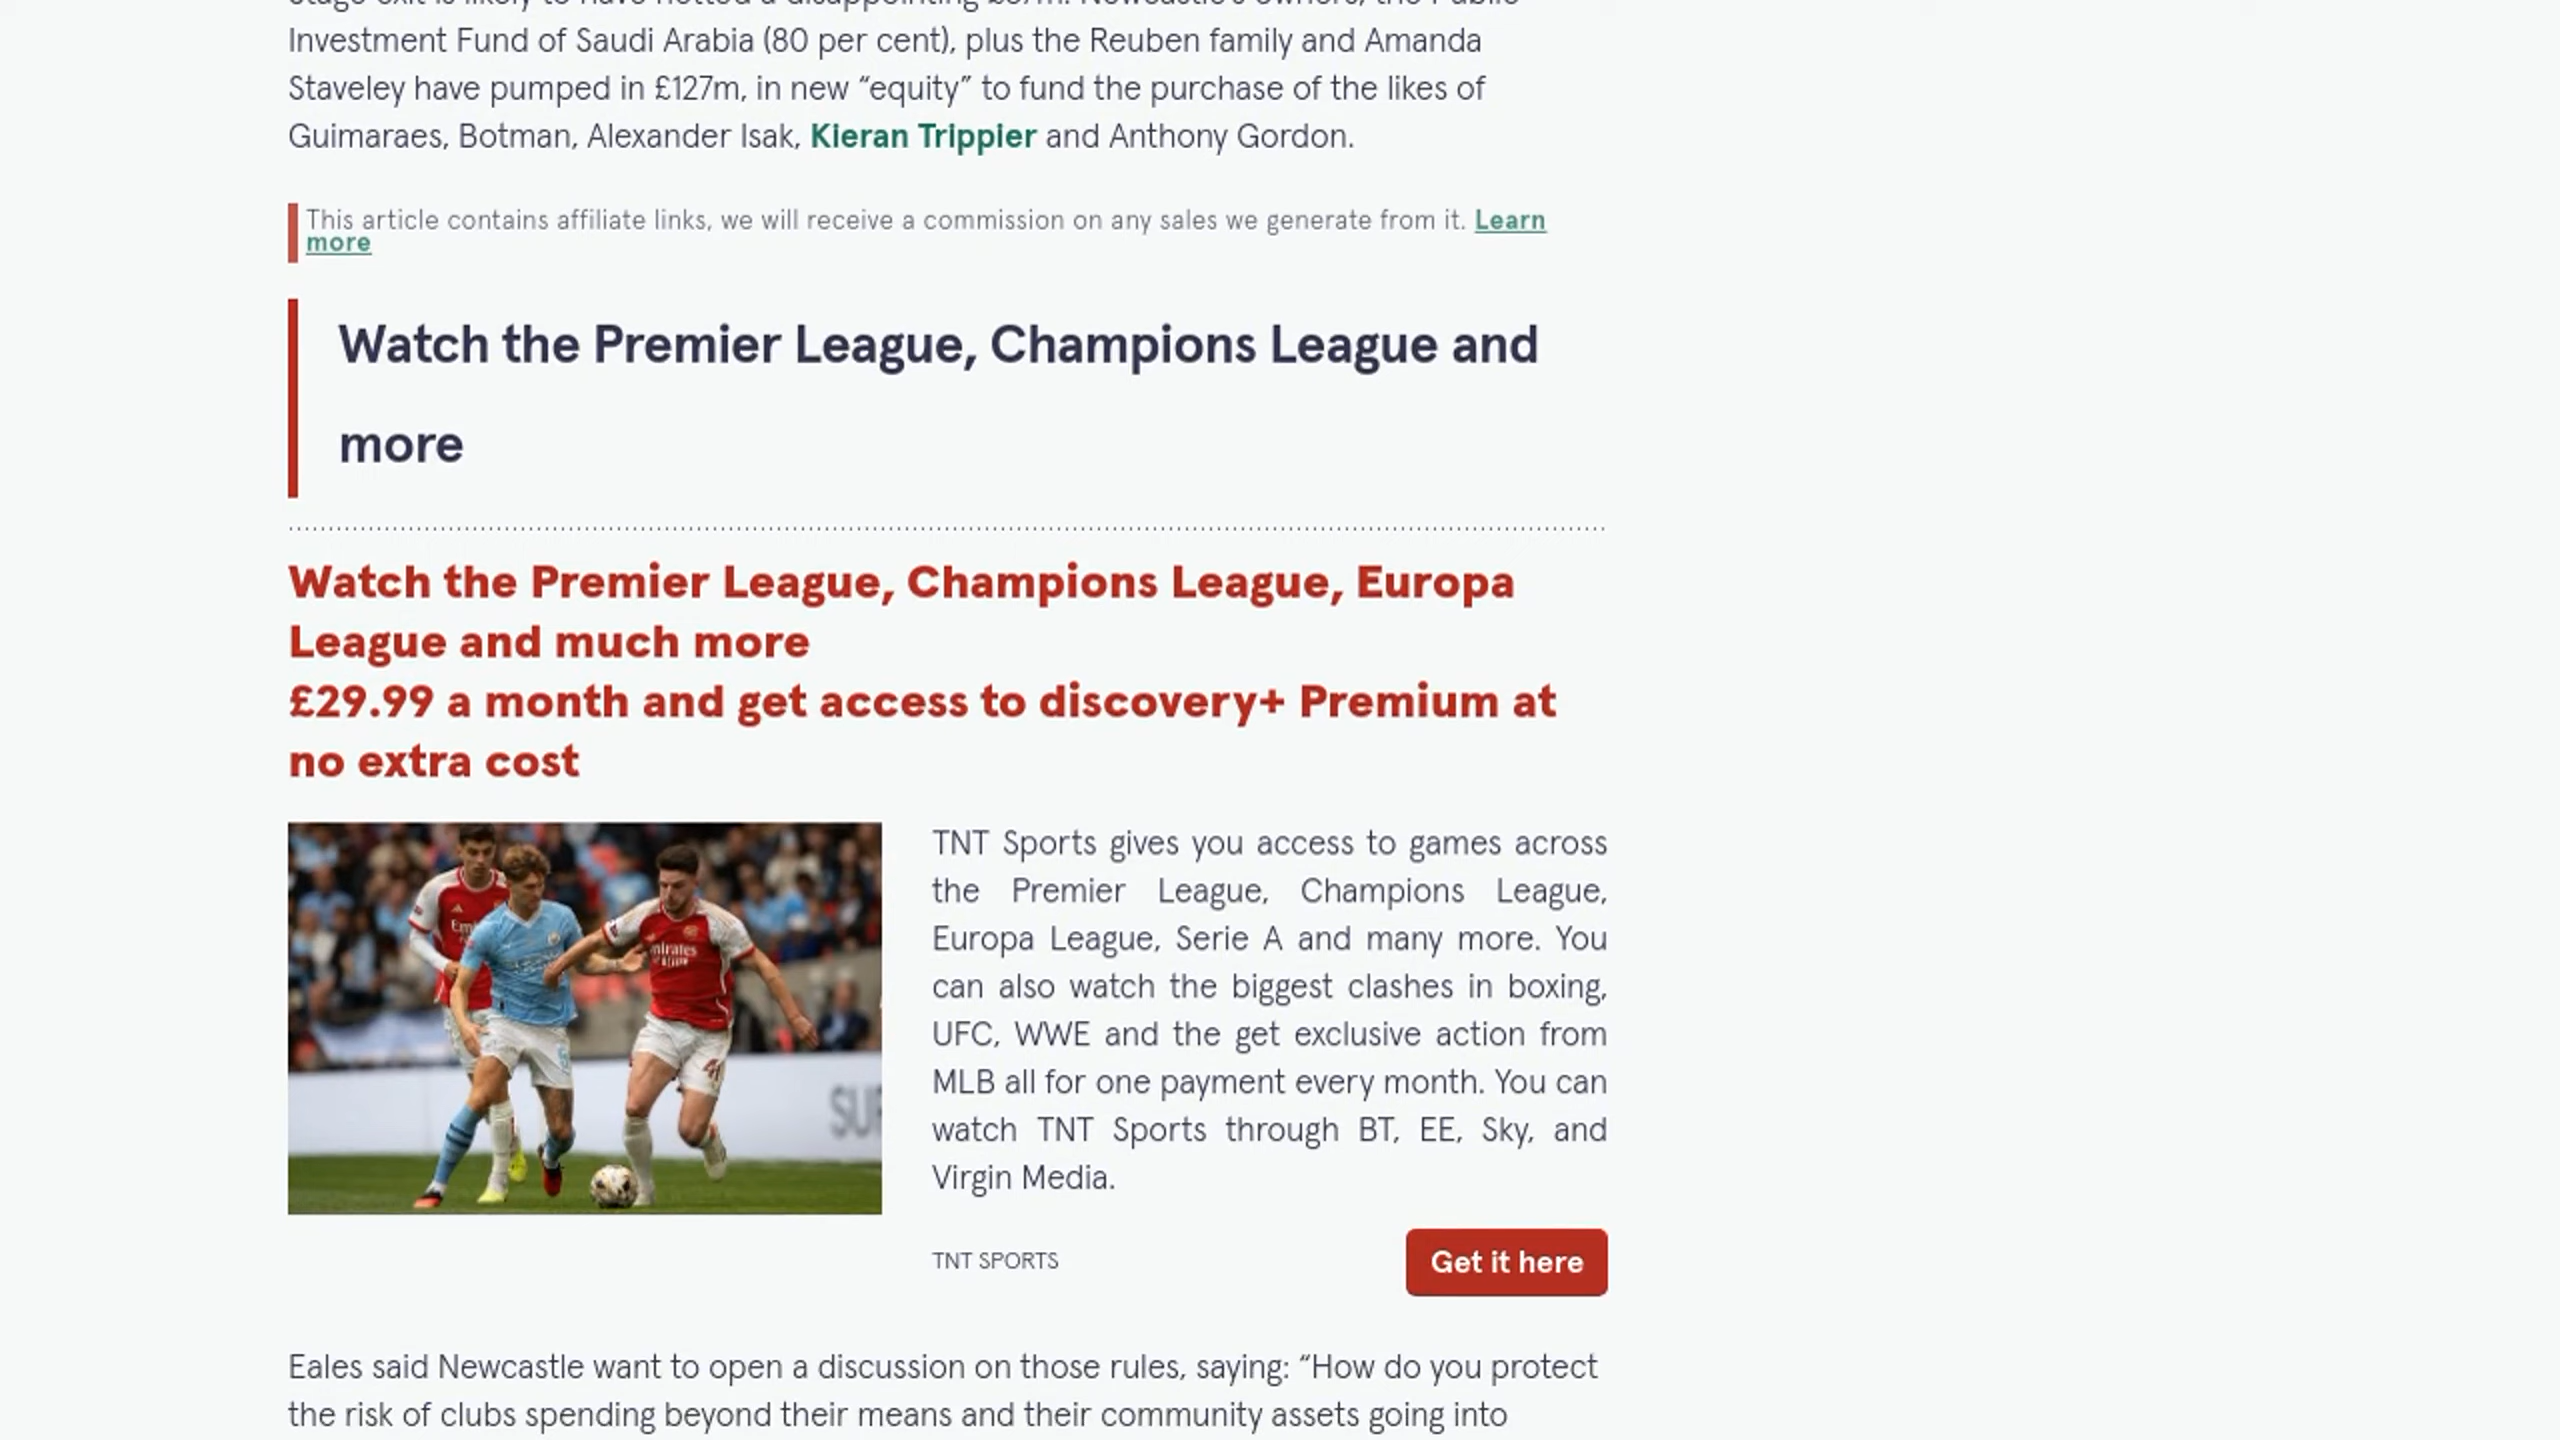 Investment Fund of Saudi Arabia (80 per cent), plus the Reuben family and Amanda
Staveley have pumped in £127m, in new “equity” to fund the purchase of the likes of
Guimaraes, Botman, Alexander Isak, Kieran Trippier and Anthony Gordon.
This article contains affiliate links, we will receive a commission on any sales we generate from it. Learn
more
Watch the Premier League, Champions League and
more
Watch the Premier League, Champions League, Europa
League and much more
£29.99 a month and get access to discovery+ Premium at
no extra cost
TNT Sports gives you access to games across
the Premier League, Champions League,
Europa League, Serie A and many more. You
can also watch the biggest clashes in boxing,
UFC, WWE and the get exclusive action from
MLB all for one payment every month. You can
watch TNT Sports through BT, EE, Sky, and
Virgin Media.
TNT SPORTS
Get it here
Eales said Newcastle want to open a discussion on those rules, saying: “How do you protect
the risk of clubs spending beyond their means and their community assets going into